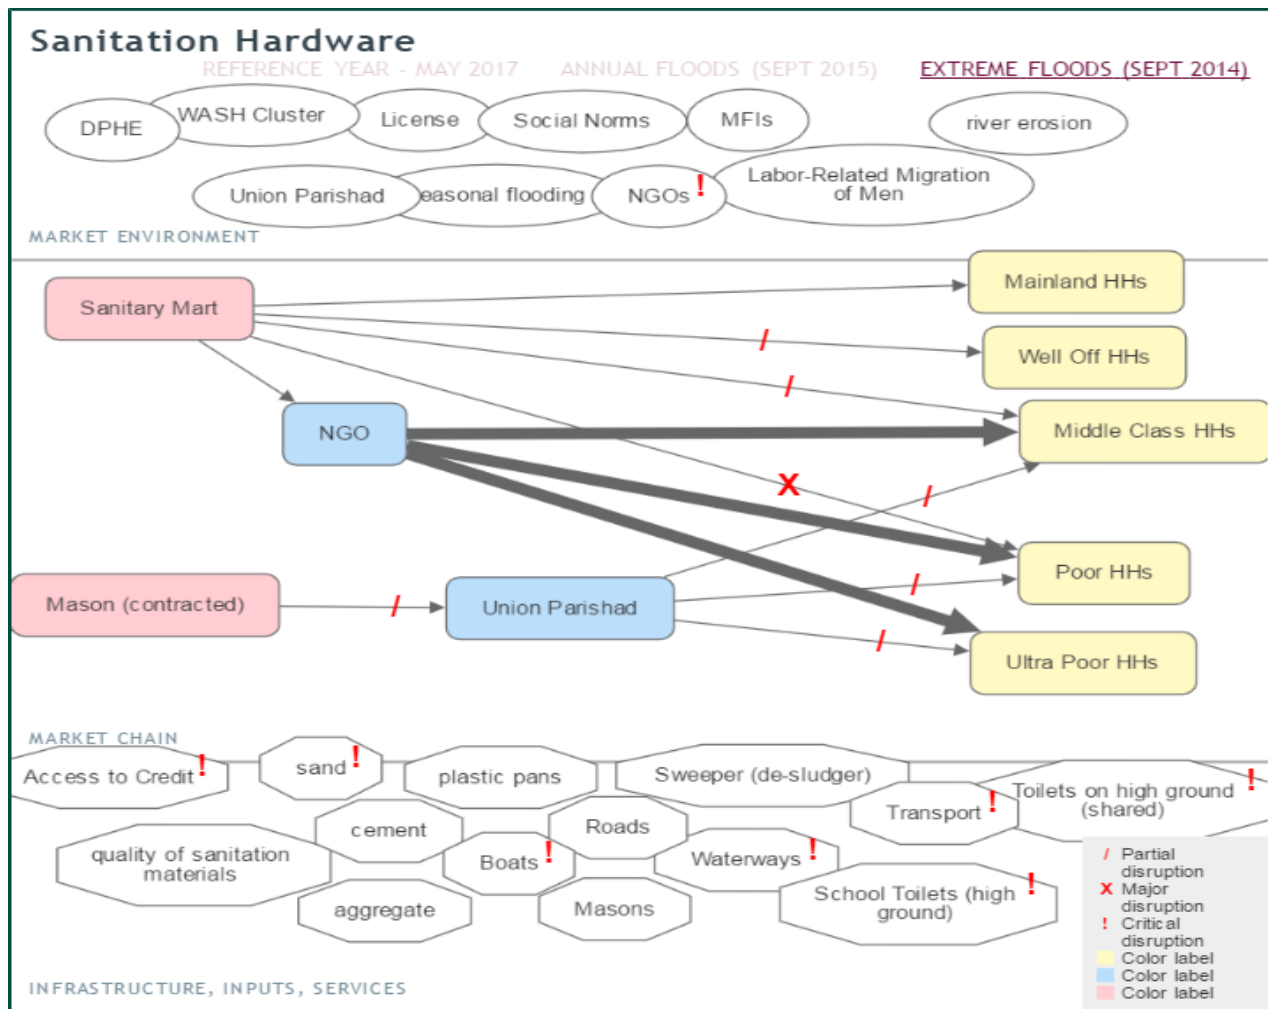 Sanitation Hardware
REFERENCE YEAR - MAY 2017
ANNUAL FLOODS (SEPT 2015)
EXTREME FLOODS (SEPT 2014)
DPHE
WASH Cluster
License
Social Norms
MFIs
river erosion
Union Parishad
easonal flooding
NGOs
!
Labor-Related Migration
of Men
MARKET ENVIRONMENT
Sanitary Mart
Mainland HHs
/
Well Off HHs
/
NGO
Middle Class HHs
X
/
Mason (contracted)
/
Union Parishad
/
Poor HHs
/
Ultra Poor HHs
MARKET CHAIN
Access to Credit
!
sand
!
plastic pans
Sweeper (de-sludger)
Transport
!
Toilets on high ground
(shared)
!
cement
Roads
quality of sanitation
materials
Boats
!
Waterways
!
School Toilets (high
ground)
!
aggregate
Masons
/ Partial
disruption
X Major
disruption
! Critical
disruption
Color label
Color label
Color label
INFRASTRUCTURE, INPUTS, SERVICES